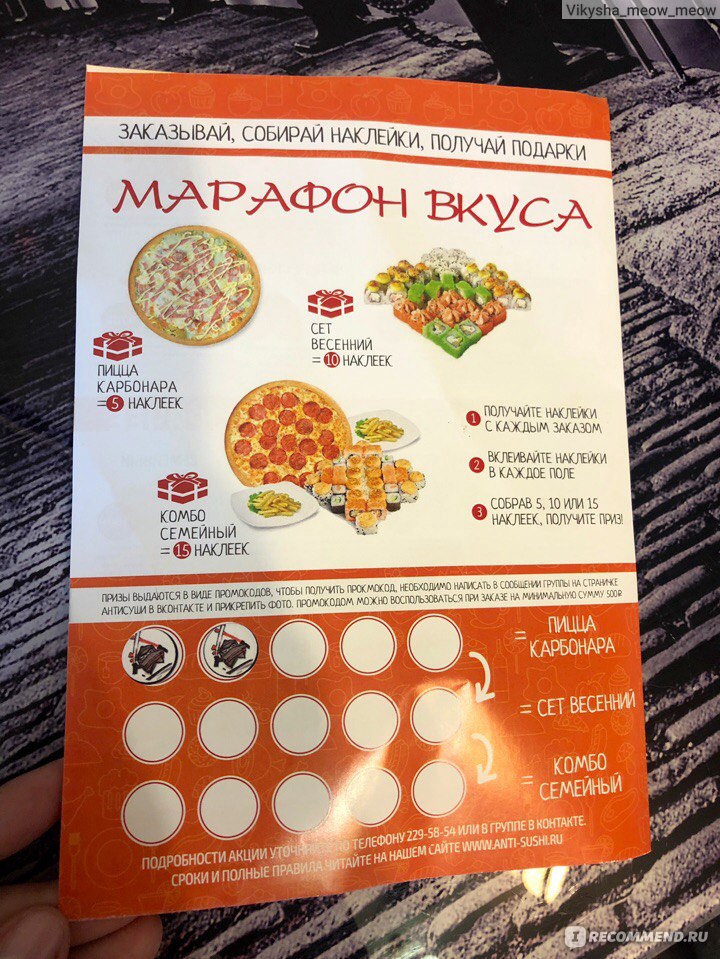 Vikysha_meow_meow
ЗАКАЗЫВАЙ, СОБИРАЙ НАКЛЕЙКИ, ПОЛУЧАЙ ПОДАРКИ
МАРАФОН ВКУСА
ПИЦЦА
КАРБОНАРА
= 5 НАКЛЕЕК
СЕТ
ВЕСЕННИЙ
= 10 НАКЛЕЕК
КОМБО
СЕМЕЙНЫЙ
= 15 НАКЛЕЕК
1 ПОЛУЧАЙТЕ НАКЛЕЙКИ
С КАЖДЫМ ЗАКАЗОМ
2 ВКЛЕИВАЙТЕ НАКЛЕЙКИ
В КАЖДОЕ ПОЛЕ
3 СОБРАВ 5, 10 ИЛИ 15
НАКЛЕЕК, ПОЛУЧИТЕ ПРИЗ!
ПРИЗЫ ВЫДАЮТСЯ В ВИДЕ ПРОМОКОДОВ, ЧТОБЫ ПОЛУЧИТЬ ПРОКМОКОД, НЕОБХОДИМО НАПИСАТЬ В СООБЩЕНИИ ГРУППЫ НА СТРАНИЧКЕ
АНТИСУШИ В ВКОНТАКТЕ И ПРИКРЕПИТЬ ФОТО. ПРОМОКОДОМ МОЖНО ВОСПОЛЬЗОВАТЬСЯ ПРИ ЗАКАЗЕ НА МИНИМАЛЬНУЮ СУММУ 500₽
= ПИЦЦА
КАРБОНАРА
= СЕТ ВЕСЕННИЙ
= КОМБО
СЕМЕЙНЫЙ
ПОДРОБНОСТИ АКЦИИ ПО ТЕЛЕФОНУ 229-58-54 ИЛИ В ГРУППЕ В КОНТАКТЕ.
СРОКИ И ПОЛНЫЕ ПРАВИЛА ЧИТАЙТЕ НА НАШЕМ САЙТЕ WWW.ANTI-SUSHI.RU
IRECOMMEND.RU